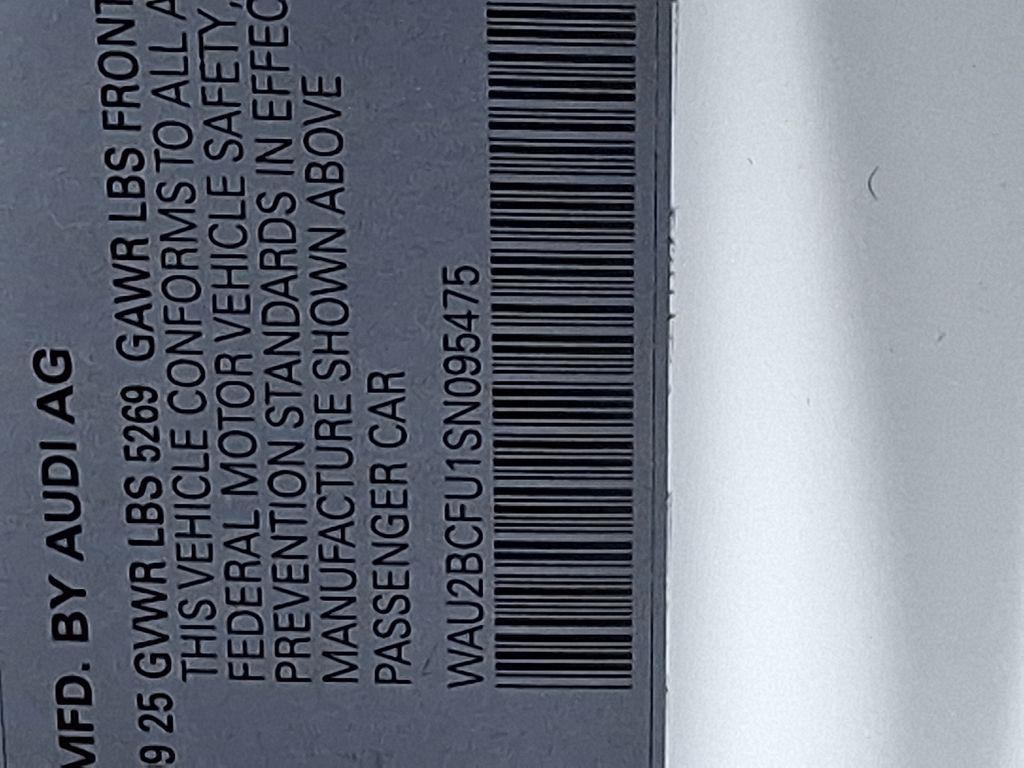 MFD. BY AUDI AG
9 25 GVWR LBS 5269 GAWR LBS FRONT
THIS VEHICLE CONFORMS TO ALL A
FEDERAL MOTOR VEHICLE SAFETY,
PREVENTION STANDARDS IN EFFEC
MANUFACTURE SHOWN ABOVE
PASSENGER CAR
WAU2BCFU1SN095475